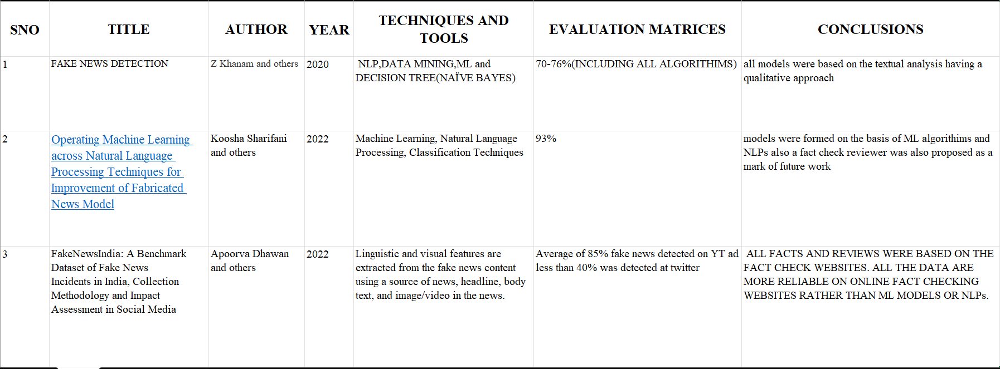 SNO
TITLE
AUTHOR
YEAR
TECHNIQUES AND
TOOLS
EVALUATION MATRICES
CONCLUSIONS
1
FAKE NEWS DETECTION
Z Khanam and others
2020
NLP,DATA MINING,ML and
DECISION TREE(NAÏVE BAYES)
70-76%(INCLUDING ALL ALGORITHIMS)
all models were based on the textual analysis having a
qualitative approach
2
Operating Machine Learning
across Natural Language
Processing Techniques for
Improvement of Fabricated
News Model
Koosha Sharifani
and others
2022
Machine Learning, Natural Language
Processing, Classification Techniques
93%
models were formed on the basis of ML algorithims and
NLPs also a fact check reviewer was also proposed as a
mark of future work
3
FakeNewsIndia: A Benchmark
Dataset of Fake News
Incidents in India, Collection
Methodology and Impact
Assessment in Social Media
Apoorva Dhawan
and others
2022
Linguistic and visual features are
extracted from the fake news content
using a source of news, headline, body
text, and image/video in the news.
Average of 85% fake news detected on YT ad
less than 40% was detected at twitter
ALL FACTS AND REVIEWS WERE BASED ON THE
FACT CHECK WEBSITES. ALL THE DATA ARE
MORE RELIABLE ON ONLINE FACT CHECKING
WEBSITES RATHER THAN ML MODELS OR NLPs.